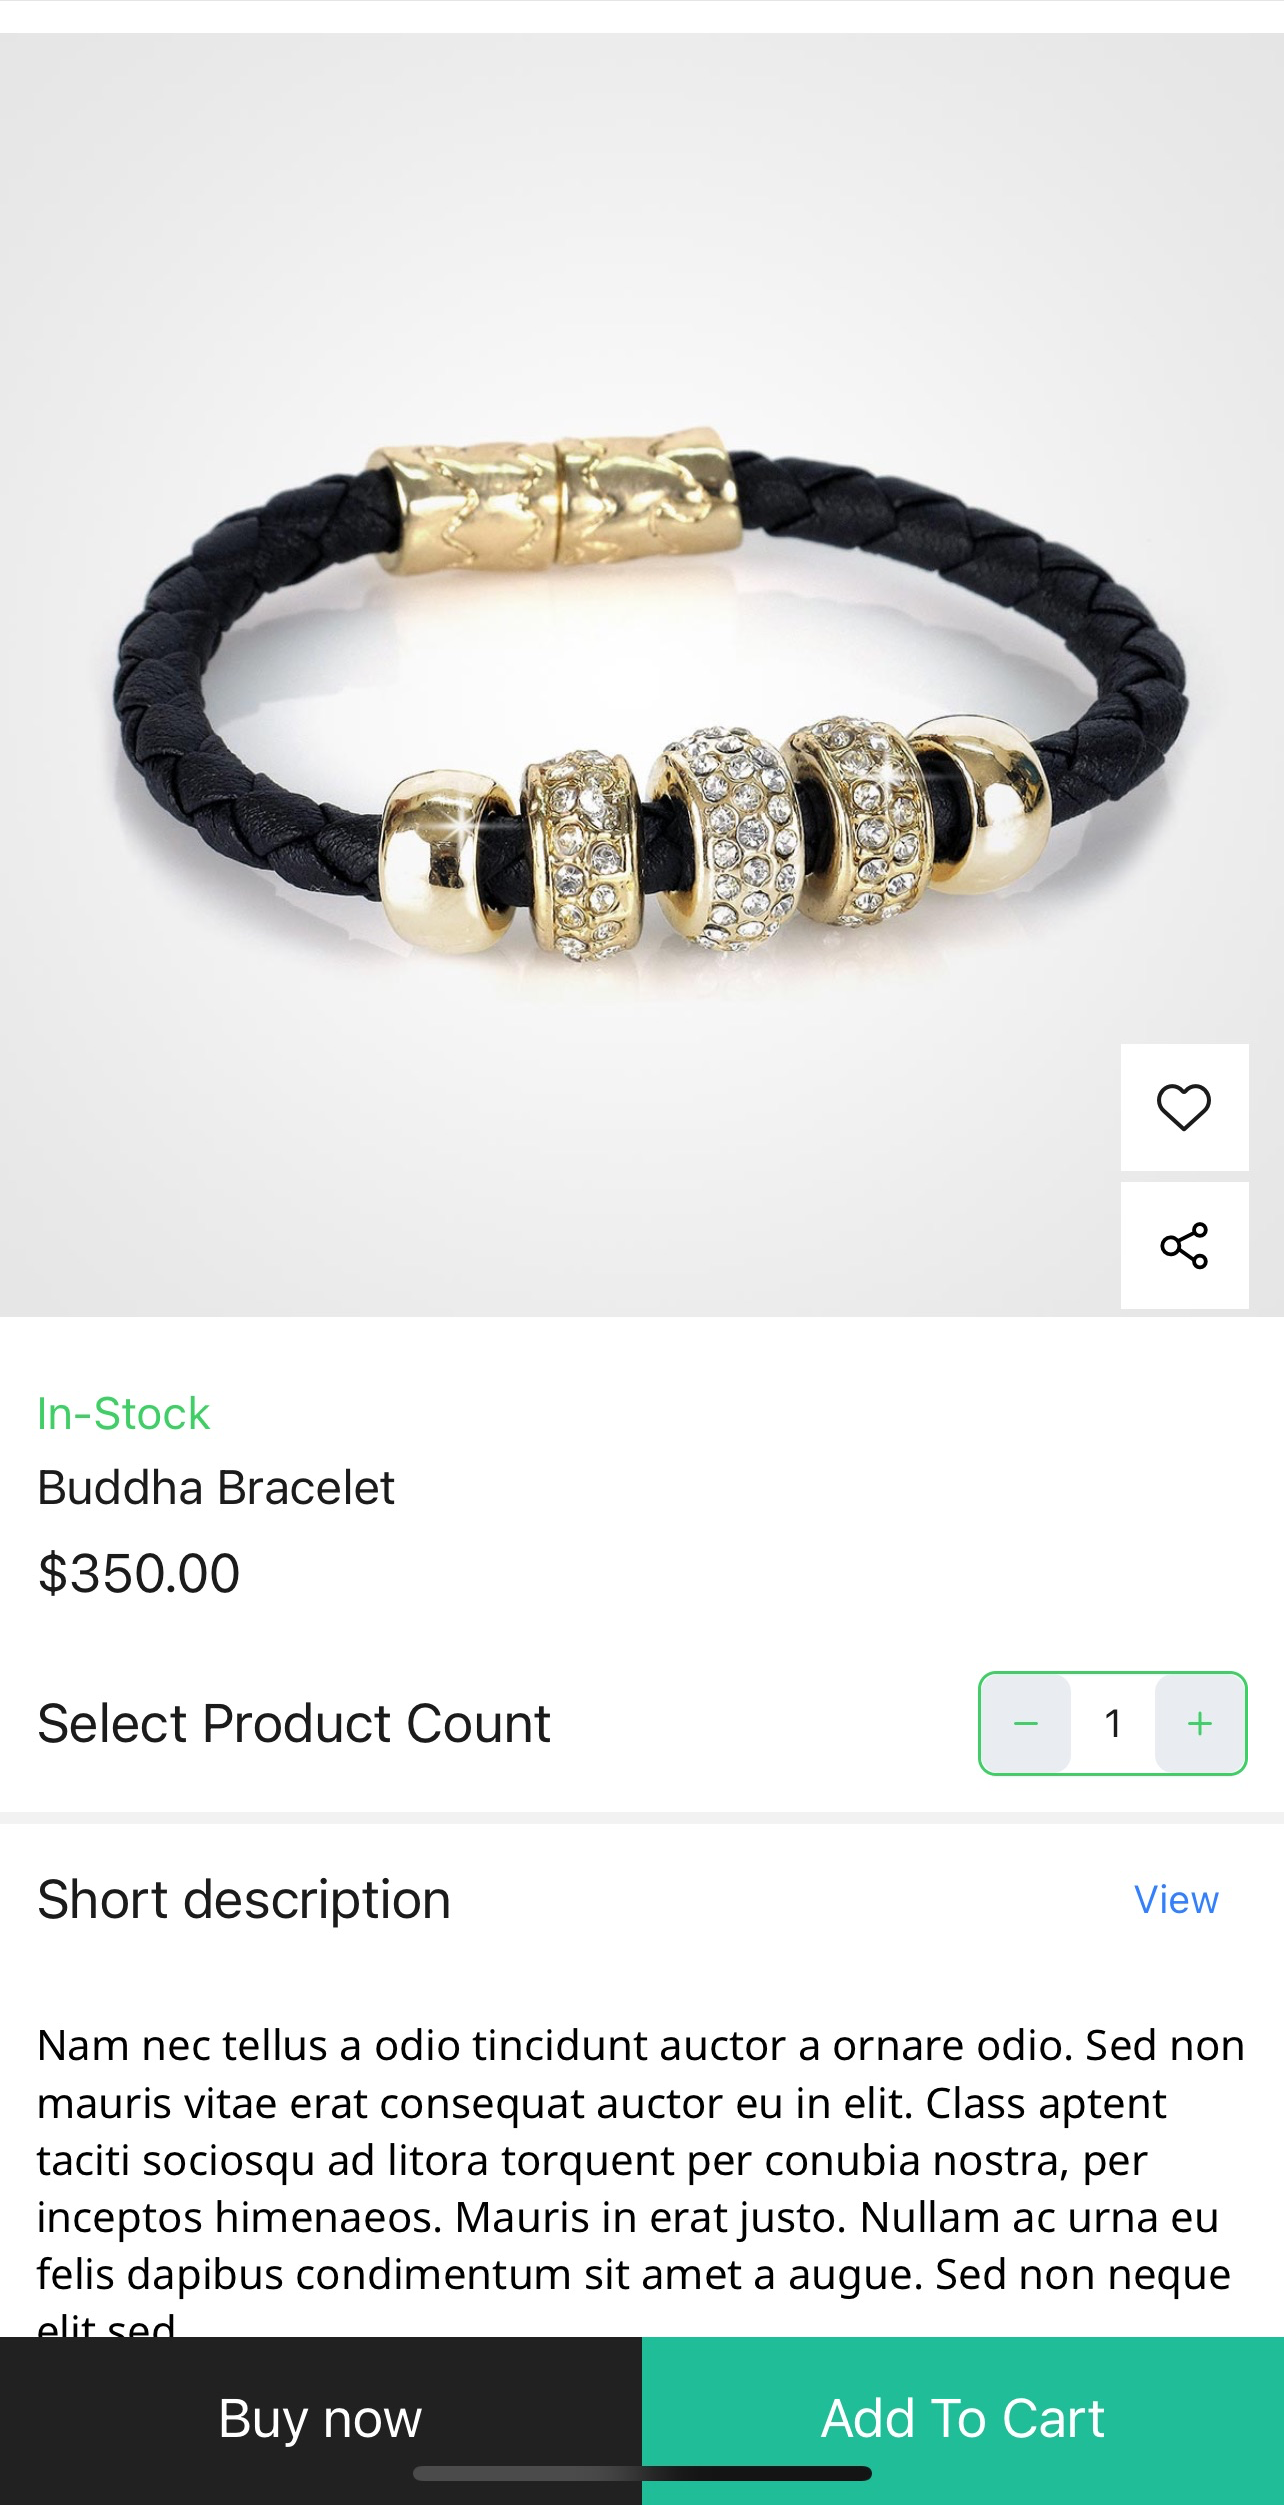 In-Stock
Buddha Bracelet
$350.00
Select Product Count
− 1 +
Short description
View
Nam nec tellus a odio tincidunt auctor a ornare odio. Sed non
mauris vitae erat consequat auctor eu in elit. Class aptent
taciti sociosqu ad litora torquent per conubia nostra, per
inceptos himenaeos. Mauris in erat justo. Nullam ac urna eu
felis dapibus condimentum sit amet a augue. Sed non neque
elit sed
Buy now
Add To Cart